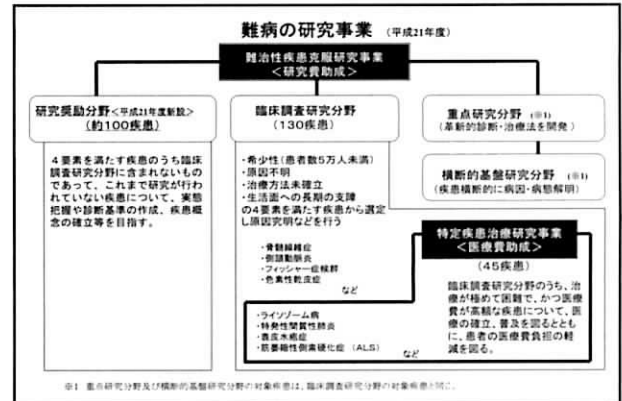 難病の研究事業 (平成21年度)
難治性疾患克服研究事業
<研究費助成>
研究奨励分野<平成21年度新設>
(約100疾患)
4要素を満たす疾患のうち臨床
調査研究分野に含まれないもの
であって、これまで研究が行わ
れていない疾患について、実態
把握や診断基準の作成、疾患概
念の確立等を目指す。
臨床調査研究分野
(130疾患)
・希少性(患者数5万人未満)
・原因不明
・治療方法未確立
・生活面への長期の支障
の4要素を満たす疾患から選定
し原因究明などを行う
・脊髄線維症
・側頭動脈炎
・フィッシャー症候群
・色素性乾皮症
など
・ライソゾーム病
・特発性間質性肺炎
・表皮水疱症
・筋萎縮性側索硬化症 (ALS)
など
重点研究分野 (※1)
(革新的診断・治療法を開発)
横断的基盤研究分野 (※1)
(疾患横断的に病因・病態解明)
特定疾患治療研究事業
<医療費助成>
(45疾患)
臨床調査研究分野のうち、治
療が極めて困難で、かつ医療
費が高額な疾患について、医
療の確立、普及を図るととも
に、患者の医療費負担の軽
減を図る。
※1 重点研究分野及び横断的基盤研究分野の対象疾患は、臨床調査研究分野の対象疾患と同じ。